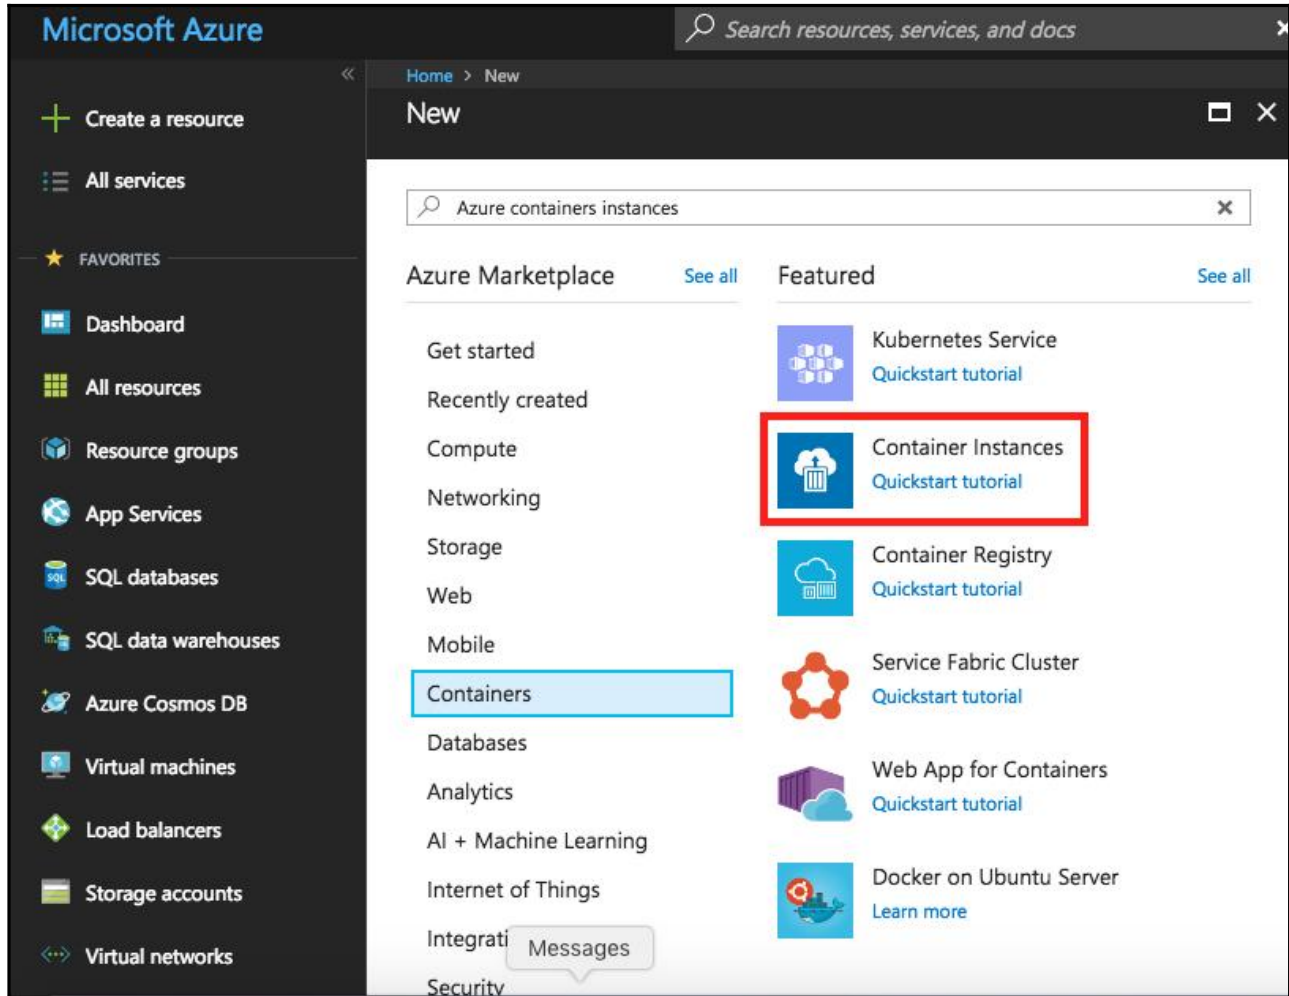 Microsoft Azure
Search resources, services, and docs
Home > New
New
Create a resource
All services
FAVORITES
Dashboard
All resources
Resource groups
App Services
SQL databases
SQL data warehouses
Azure Cosmos DB
Virtual machines
Load balancers
Storage accounts
Virtual networks
Azure containers instances
Azure Marketplace See all
Get started
Recently created
Compute
Networking
Storage
Web
Mobile
Containers
Databases
Analytics
AI + Machine Learning
Internet of Things
Integrati
Messages
Security
Featured See all
Kubernetes Service
Quickstart tutorial
Container Instances
Quickstart tutorial
Container Registry
Quickstart tutorial
Service Fabric Cluster
Quickstart tutorial
Web App for Containers
Quickstart tutorial
Docker on Ubuntu Server
Learn more
SQL